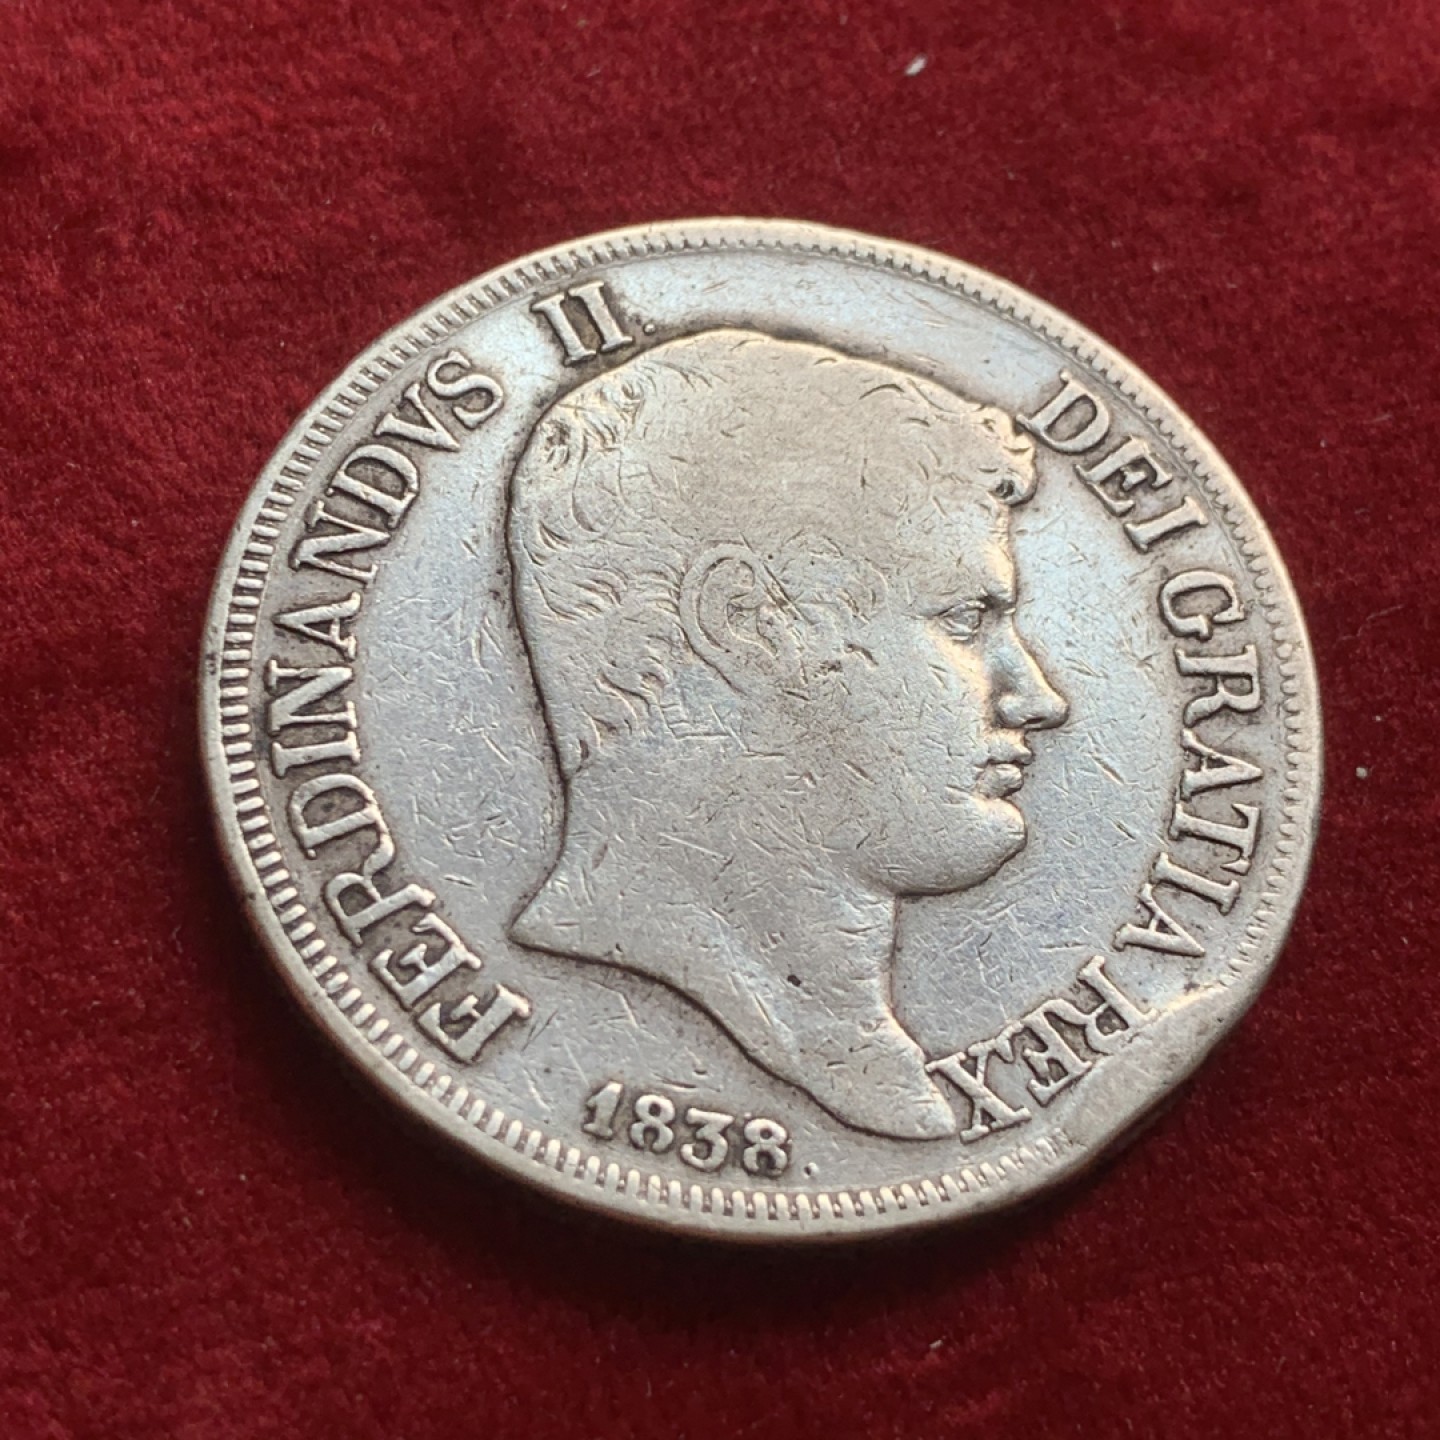 FERDINANDVS II. DEI GRATIA REX
1838.